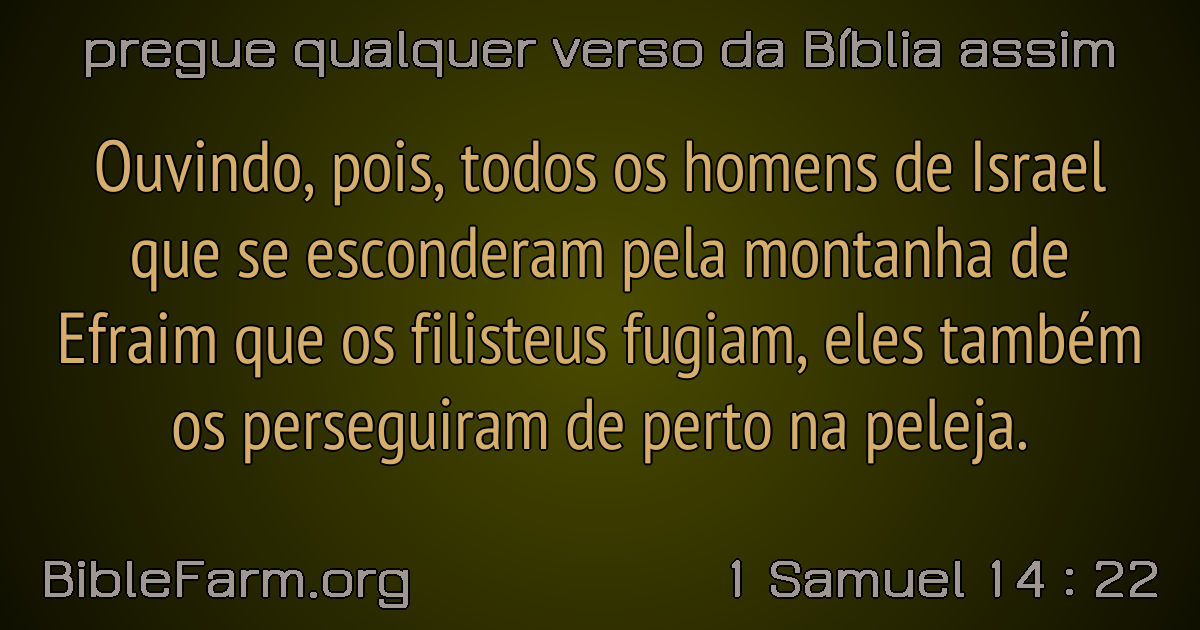 pregue qualquer verso da Bíblia assim
Ouvindo, pois, todos os homens de Israel
que se esconderam pela montanha de
Efraim que os filisteus fugiam, eles também
os perseguiram de perto na peleja.
BibleFarm.org 1 Samuel 14 : 22